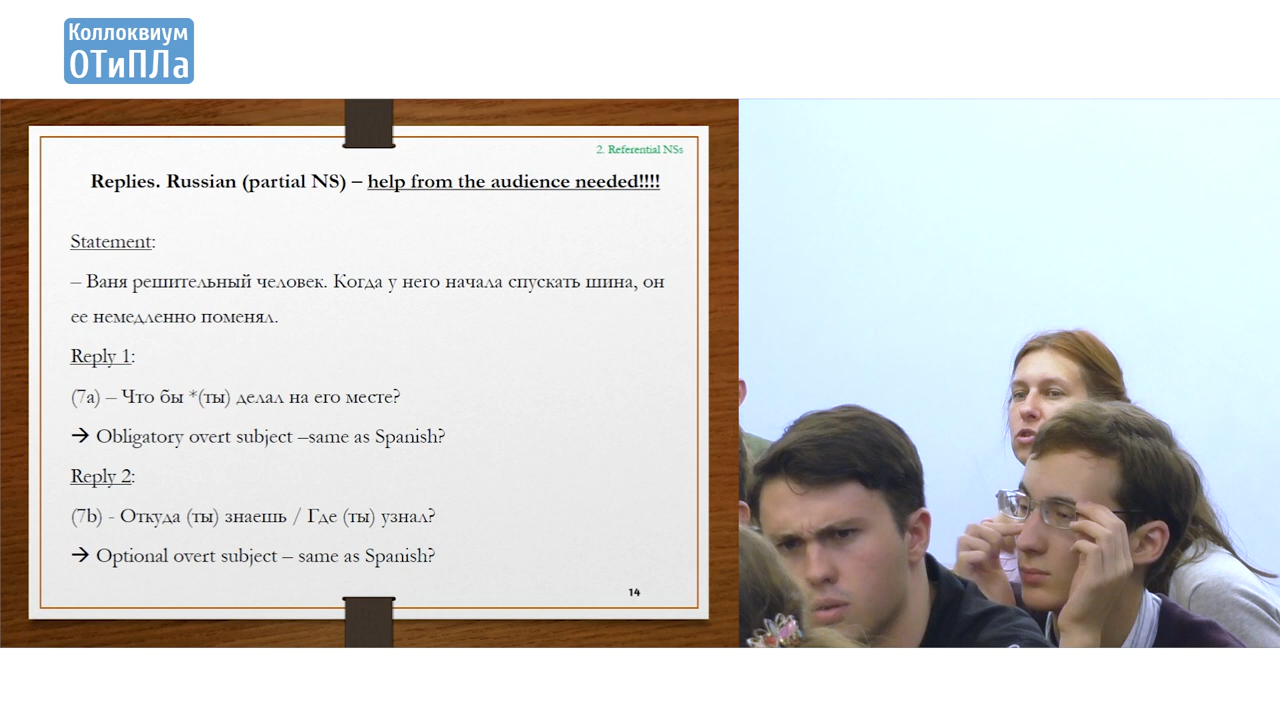 Коллоквиум
ОТиПЛа
2. Referential NSs
Replies. Russian (partial NS) – help from the audience needed!!!!
Statement:
– Ваня решительный человек. Когда у него начала спускать шина, он
ее немедленно поменял.
Reply 1:
(7a) – Что бы *(ты) делал на его месте?
→ Obligatory overt subject –same as Spanish?
Reply 2:
(7b) - Откуда (ты) знаешь / Где (ты) узнал?
→ Optional overt subject – same as Spanish?
14